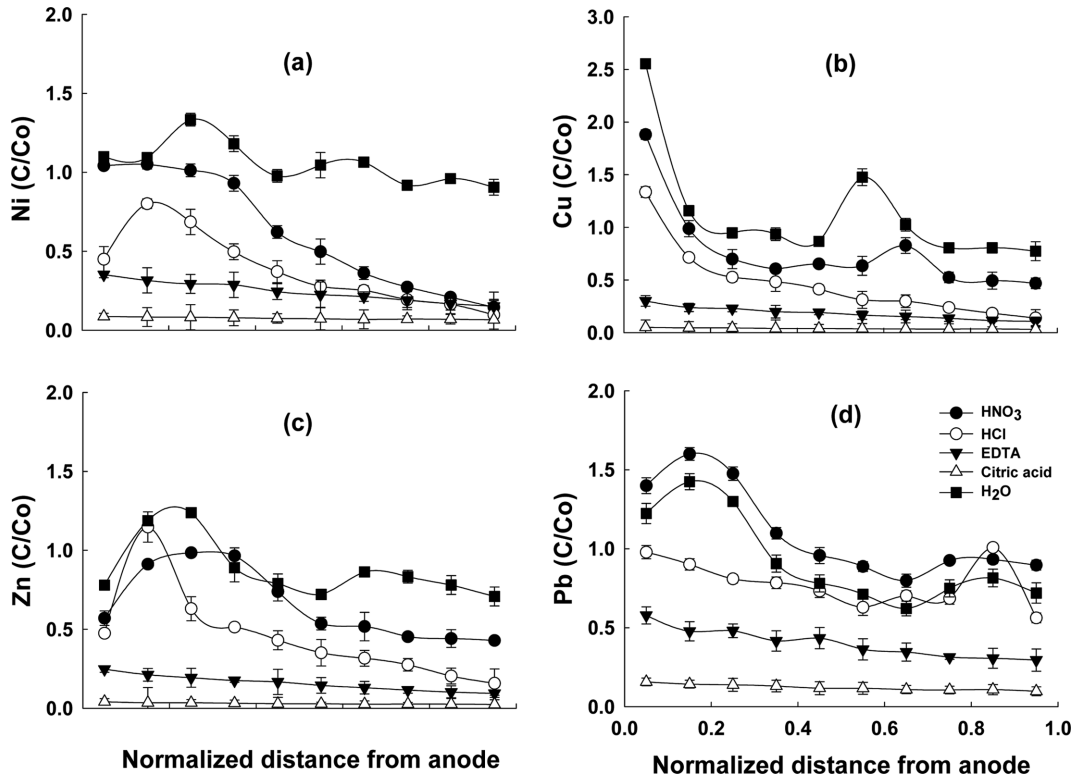 (a)
Ni (C/Co)
2.0
1.5
1.0
0.5
0.0
(b)
Cu (C/Co)
3.0
2.5
2.0
1.5
1.0
0.5
0.0
(c)
Zn (C/Co)
2.0
1.5
1.0
0.5
0.0
Normalized distance from anode
(d)
Pb (C/Co)
2.0
1.5
1.0
0.5
0.0
HNO₃
HCl
EDTA
Citric acid
H₂O
0.0 0.2 0.4 0.6 0.8 1.0
Normalized distance from anode